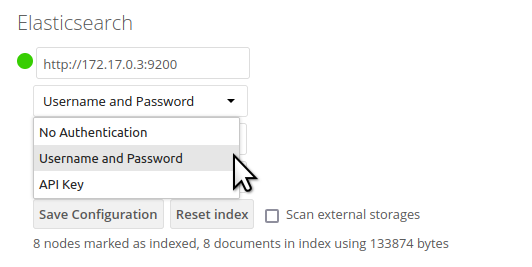 Elasticsearch
http://172.17.0.3:9200
Username and Password
No Authentication
Username and Password
API Key
Save Configuration Reset index Scan external storages
8 nodes marked as indexed, 8 documents in index using 133874 bytes